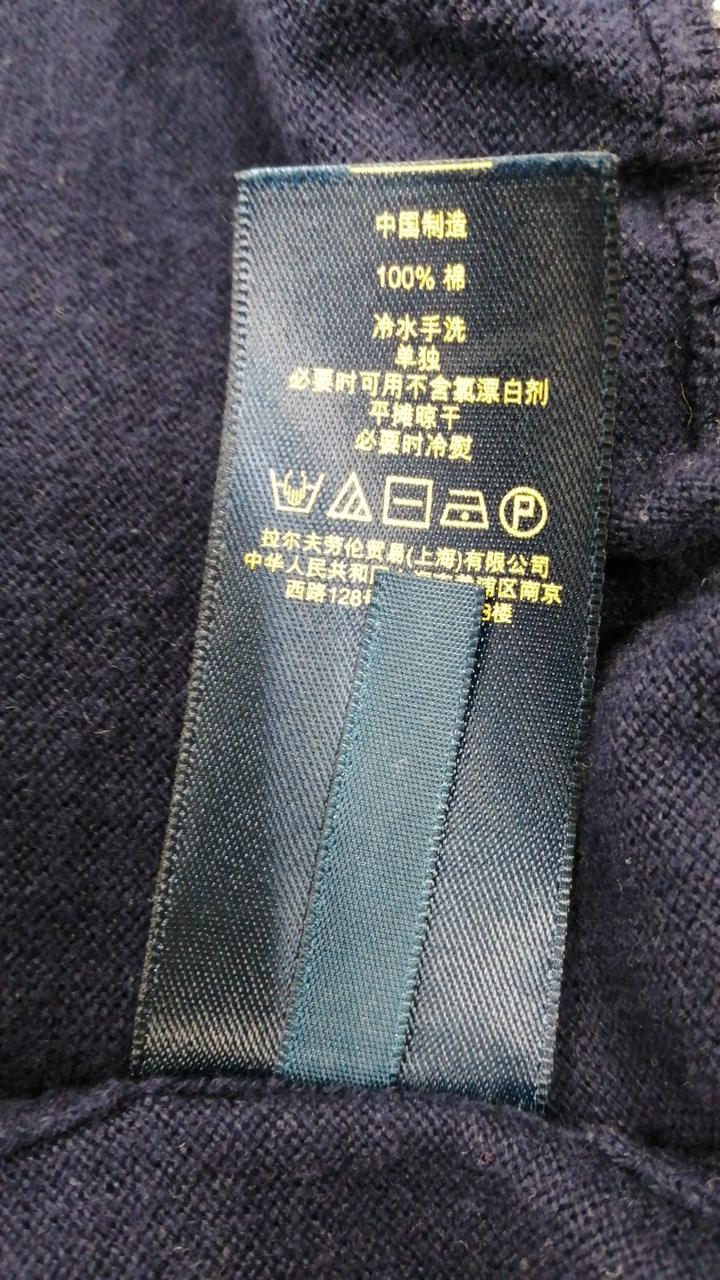 中国制造
100% 棉
冷水手洗
单独
必要时可用不含氯漂白剂
平摊晾干
必要时冷熨
P
拉尔夫劳伦贸易(上海)有限公司
中华人民共和 区南京
西路128 8楼